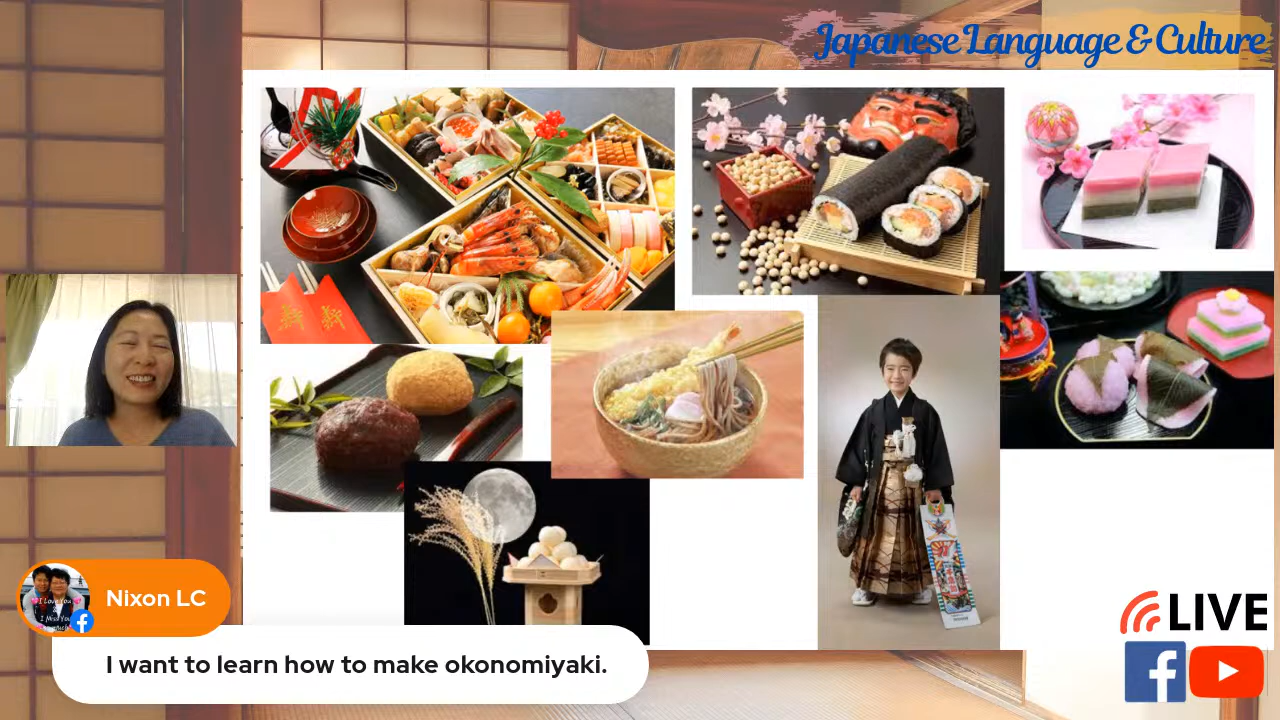 Japanese Language & Culture
Nixon LC
I want to learn how to make okonomiyaki.
LIVE